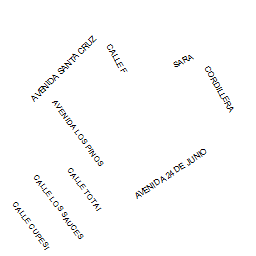 AVENIDA SANTA CRUZ
CALLE F
SARA
CORDILLERA
AVENIDA LOS PINOS
AVENIDA 24 DE JUNIO
CALLE TOTAI
CALLE LOS SAUCES
CALLE CUPESI